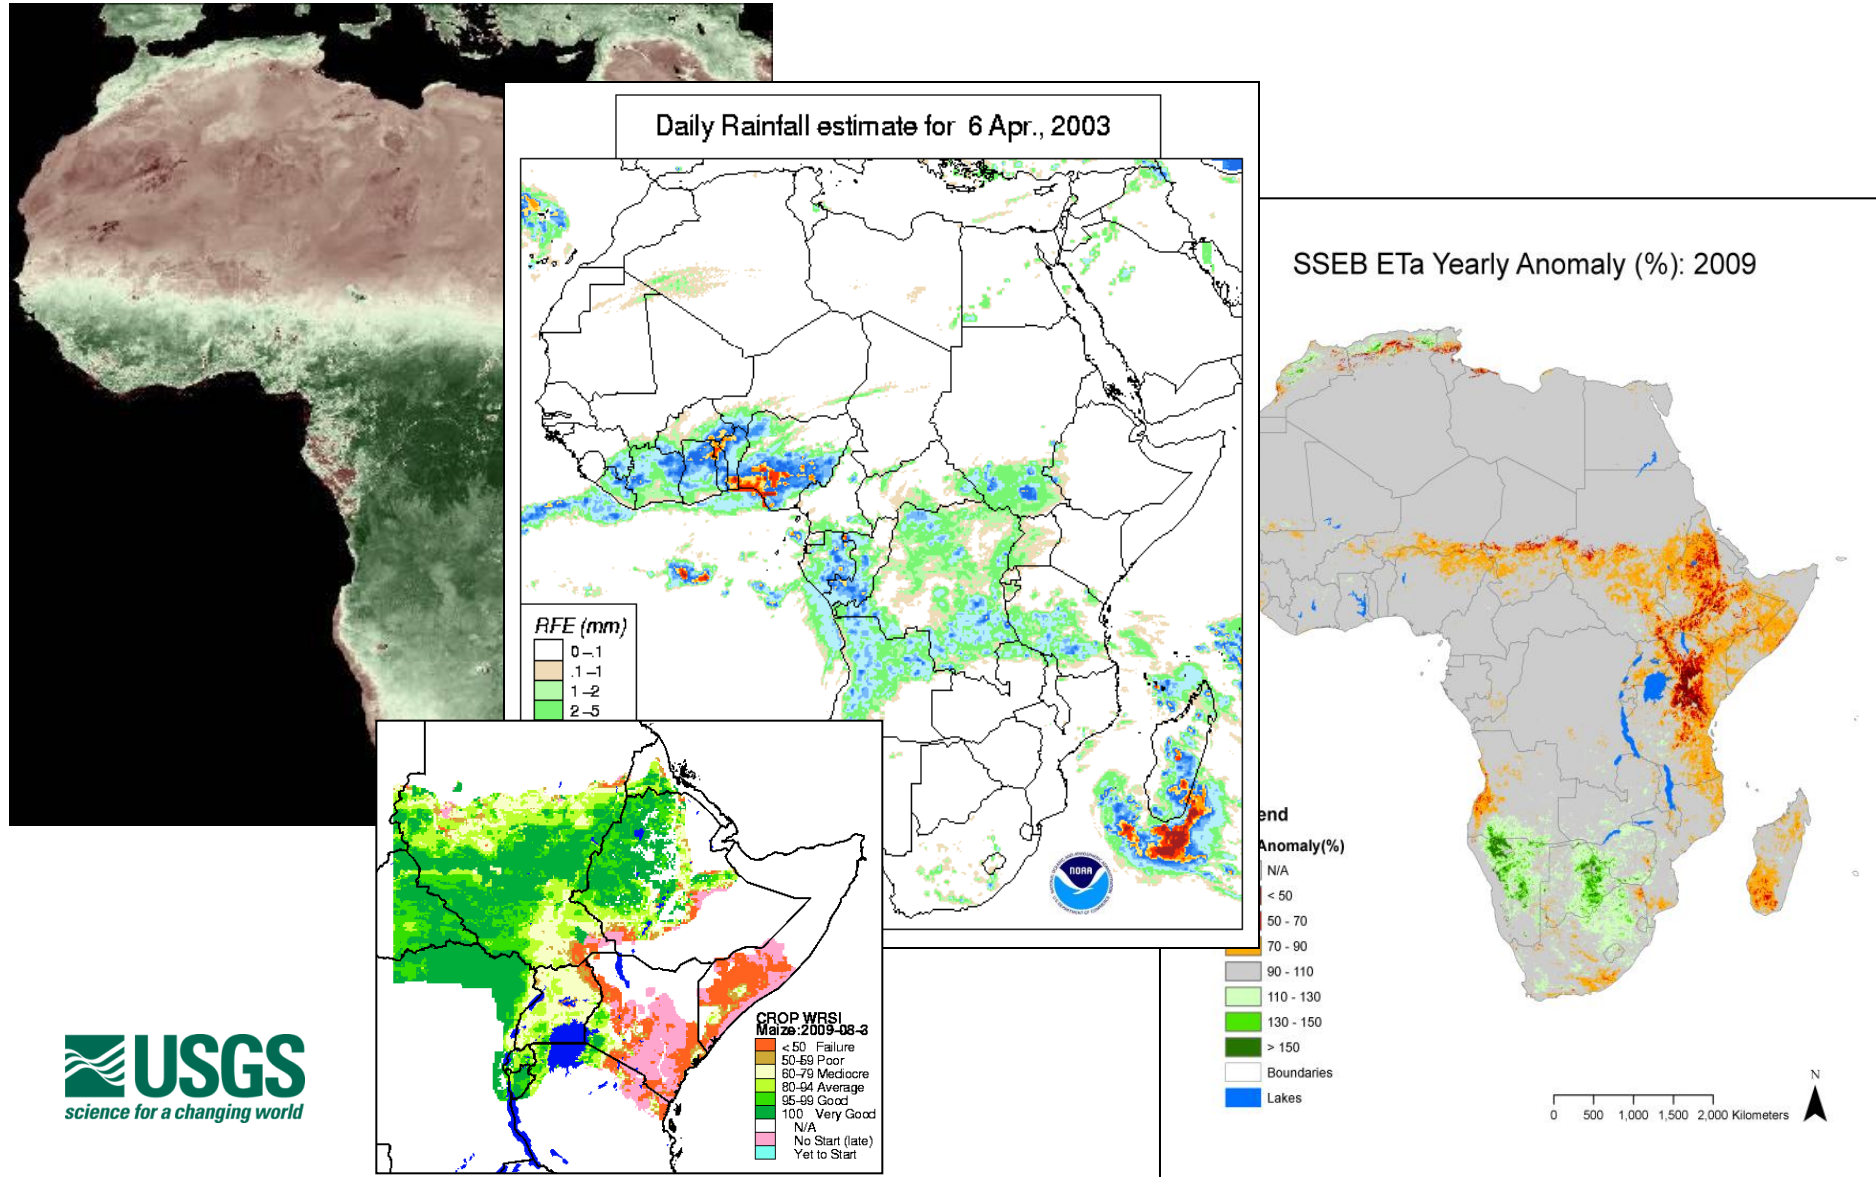 Daily Rainfall estimate for 6 Apr., 2003
RFE (mm)
0-.1
.1-1
1-2
2-5
NOAA
SSEB ETa Yearly Anomaly (%): 2009
end
Anomaly(%)
N/A
< 50
50 - 70
70 - 90
90 - 110
110 - 130
130 - 150
> 150
Boundaries
Lakes
N
0 500 1,000 1,500 2,000 Kilometers
CROP WRSI
Maize:2009-08-3
<50 Failure
50-59 Poor
60-79 Mediocre
80-94 Average
95-99 Good
100 Very Good
N/A
No Start (late)
Yet to Start
USGS
science for a changing world